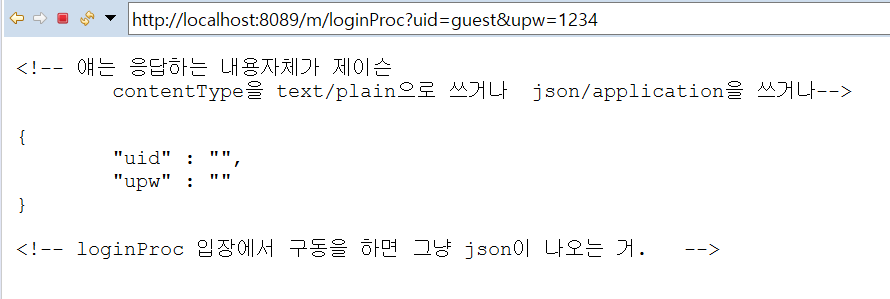 http://localhost:8089/m/loginProc?uid=guest&upw=1234
<!-- 얘는 응답하는 내용자체가 제이슨
contentType을 text/plain으로 쓰거나  json/application을 쓰거나-->
{
"uid" : "",
"upw" : ""
}
<!-- loginProc 입장에서 구동을 하면 그냥 json이 나오는 거.   -->